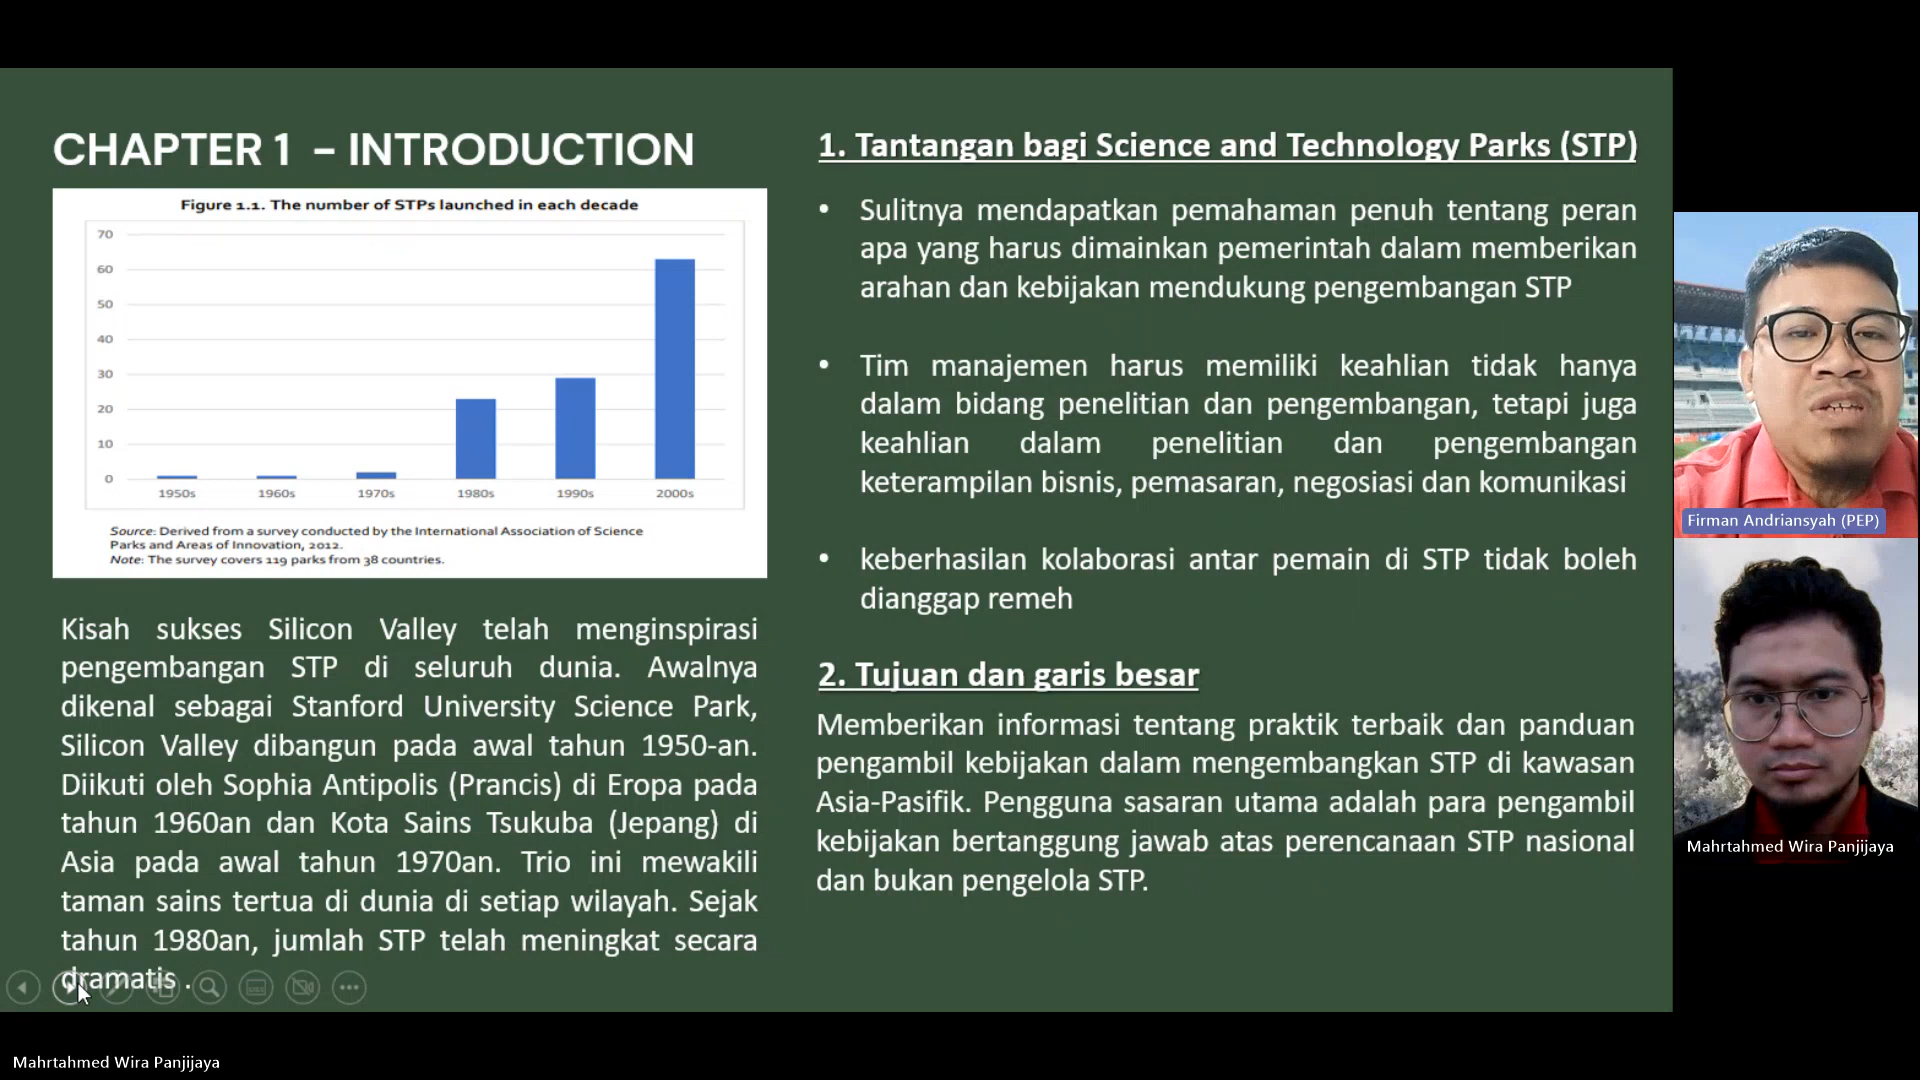 CHAPTER 1 – INTRODUCTION
Figure 1.1. The number of STPs launched in each decade
70
60
50
40
30
20
10
0
1950s 1960s 1970s 1980s 1990s 2000s
Source: Derived from a survey conducted by the International Association of Science
Parks and Areas of Innovation, 2012.
Note: The survey covers 119 parks from 38 countries.
Kisah sukses Silicon Valley telah menginspirasi
pengembangan STP di seluruh dunia. Awalnya
dikenal sebagai Stanford University Science Park,
Silicon Valley dibangun pada awal tahun 1950-an.
Diikuti oleh Sophia Antipolis (Prancis) di Eropa pada
tahun 1960an dan Kota Sains Tsukuba (Jepang) di
Asia pada awal tahun 1970an. Trio ini mewakili
taman sains tertua di dunia di setiap wilayah. Sejak
tahun 1980an, jumlah STP telah meningkat secara
dramatis .
1. Tantangan bagi Science and Technology Parks (STP)
• Sulitnya mendapatkan pemahaman penuh tentang peran
apa yang harus dimainkan pemerintah dalam memberikan
arahan dan kebijakan mendukung pengembangan STP
• Tim manajemen harus memiliki keahlian tidak hanya
dalam bidang penelitian dan pengembangan, tetapi juga
keahlian dalam penelitian dan pengembangan
keterampilan bisnis, pemasaran, negosiasi dan komunikasi
• keberhasilan kolaborasi antar pemain di STP tidak boleh
dianggap remeh
2. Tujuan dan garis besar
Memberikan informasi tentang praktik terbaik dan panduan
pengambil kebijakan dalam mengembangkan STP di kawasan
Asia-Pasifik. Pengguna sasaran utama adalah para pengambil
kebijakan bertanggung jawab atas perencanaan STP nasional
dan bukan pengelola STP.
Firman Andriansyah (PEP)
Mahrtahmed Wira Panjijaya
Mahrtahmed Wira Panjijaya